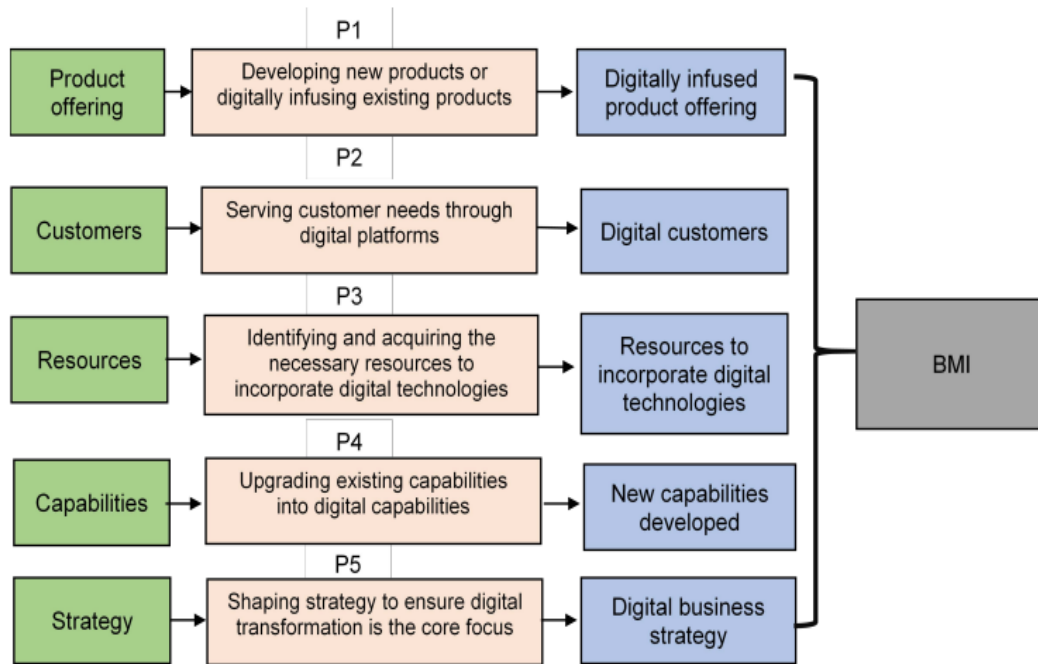 P1
Product
offering
Developing new products or
digitally infusing existing products
Digitally infused
product offering
P2
Customers
Serving customer needs through
digital platforms
Digital customers
P3
Resources
Identifying and acquiring the
necessary resources to
incorporate digital technologies
Resources to
incorporate digital
technologies
BMI
P4
Capabilities
Upgrading existing capabilities
into digital capabilities
New capabilities
developed
P5
Strategy
Shaping strategy to ensure digital
transformation is the core focus
Digital business
strategy